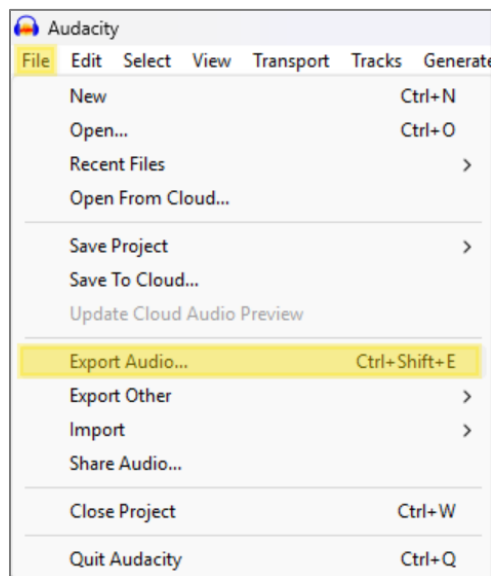 Audacity
File Edit Select View Transport Tracks Generate
New Ctrl+N
Open... Ctrl+O
Recent Files >
Open From Cloud...
Save Project >
Save To Cloud...
Update Cloud Audio Preview
Export Audio... Ctrl+Shift+E
Export Other >
Import >
Share Audio...
Close Project Ctrl+W
Quit Audacity Ctrl+Q